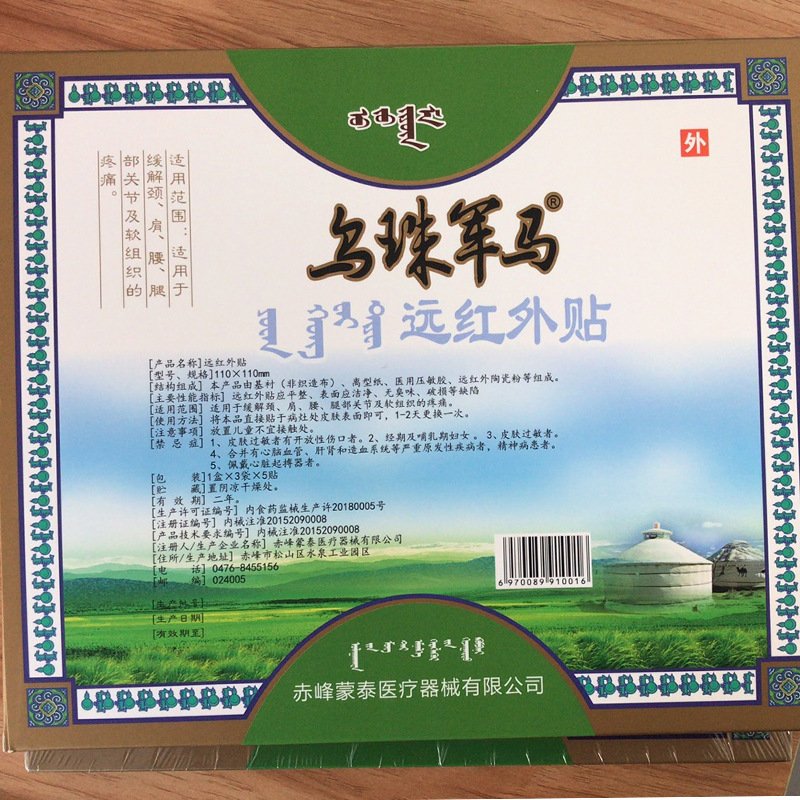 外
适用范围：适用于
缓解颈、肩、腰、腿
部关节及软组织的
疼痛。
乌珠军马®
远红外贴
[产品名称]远红外贴
[型号、规格]110×110mm
[结构组成] 本产品由基衬（非织造布）、离型纸、医用压敏胶、远红外陶瓷粉等组成。
[主要性能指标] 远红外贴应平整、表面应洁净、无臭味、破损等缺陷
[适用范围] 适用于缓解颈、肩、腰、腿部关节及软组织的疼痛。
[使用方法] 将本品直接贴于病灶处皮肤表面即可，1-2天更换一次。
[注意事项] 放置儿童不宜接触处。
[禁忌症] 1、皮肤过敏者有开放性伤口者。2、经期及哺乳期妇女。3、皮肤过敏者。
4、合并有心脑血管、肝肾和造血系统等严重原发性疾病者，精神病患者。
5、佩戴心脏起搏器者。
[包 装]1盒×3袋×5贴
[贮 藏]置阴凉干燥处。
[有 效 期] 二年。
[生产许可证编号] 内食药监械生产许20180005号
[注册证编号] 内械注准20152090008
[产品技术要求编号] 内械注准20152090008
[注册人/生产企业名称] 赤峰蒙泰医疗器械有限公司
[住所/生产地址] 赤峰市松山区水泉工业园区
[电 话] 0476-8455156
[邮 编] 024005
[生产批号]
[生产日期]
[有效期至]
6 970089 910016
赤峰蒙泰医疗器械有限公司